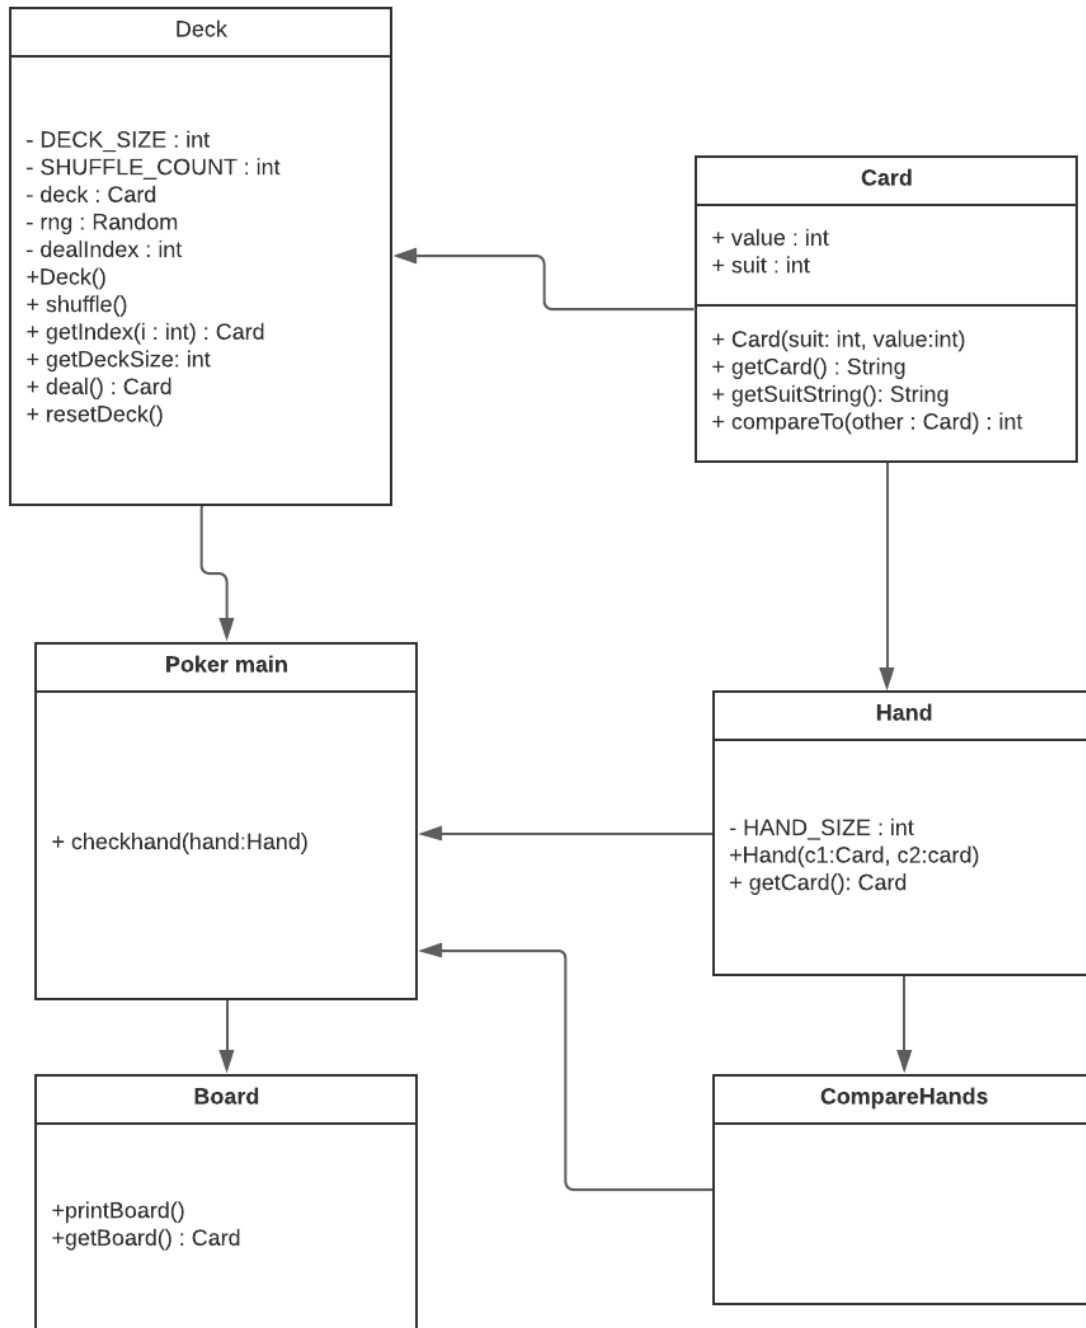 Deck
- DECK_SIZE : int
- SHUFFLE_COUNT : int
- deck : Card
- rng : Random
- dealIndex : int
+Deck()
+ shuffle()
+ getIndex(i : int) : Card
+ getDeckSize: int
+ deal() : Card
+ resetDeck()
Card
+ value : int
+ suit : int
+ Card(suit: int, value:int)
+ getCard() : String
+ getSuitString(): String
+ compareTo(other : Card) : int
Poker main
+ checkhand(hand:Hand)
Hand
- HAND_SIZE : int
+Hand(c1:Card, c2:card)
+ getCard(): Card
Board
+printBoard()
+getBoard() : Card
CompareHands